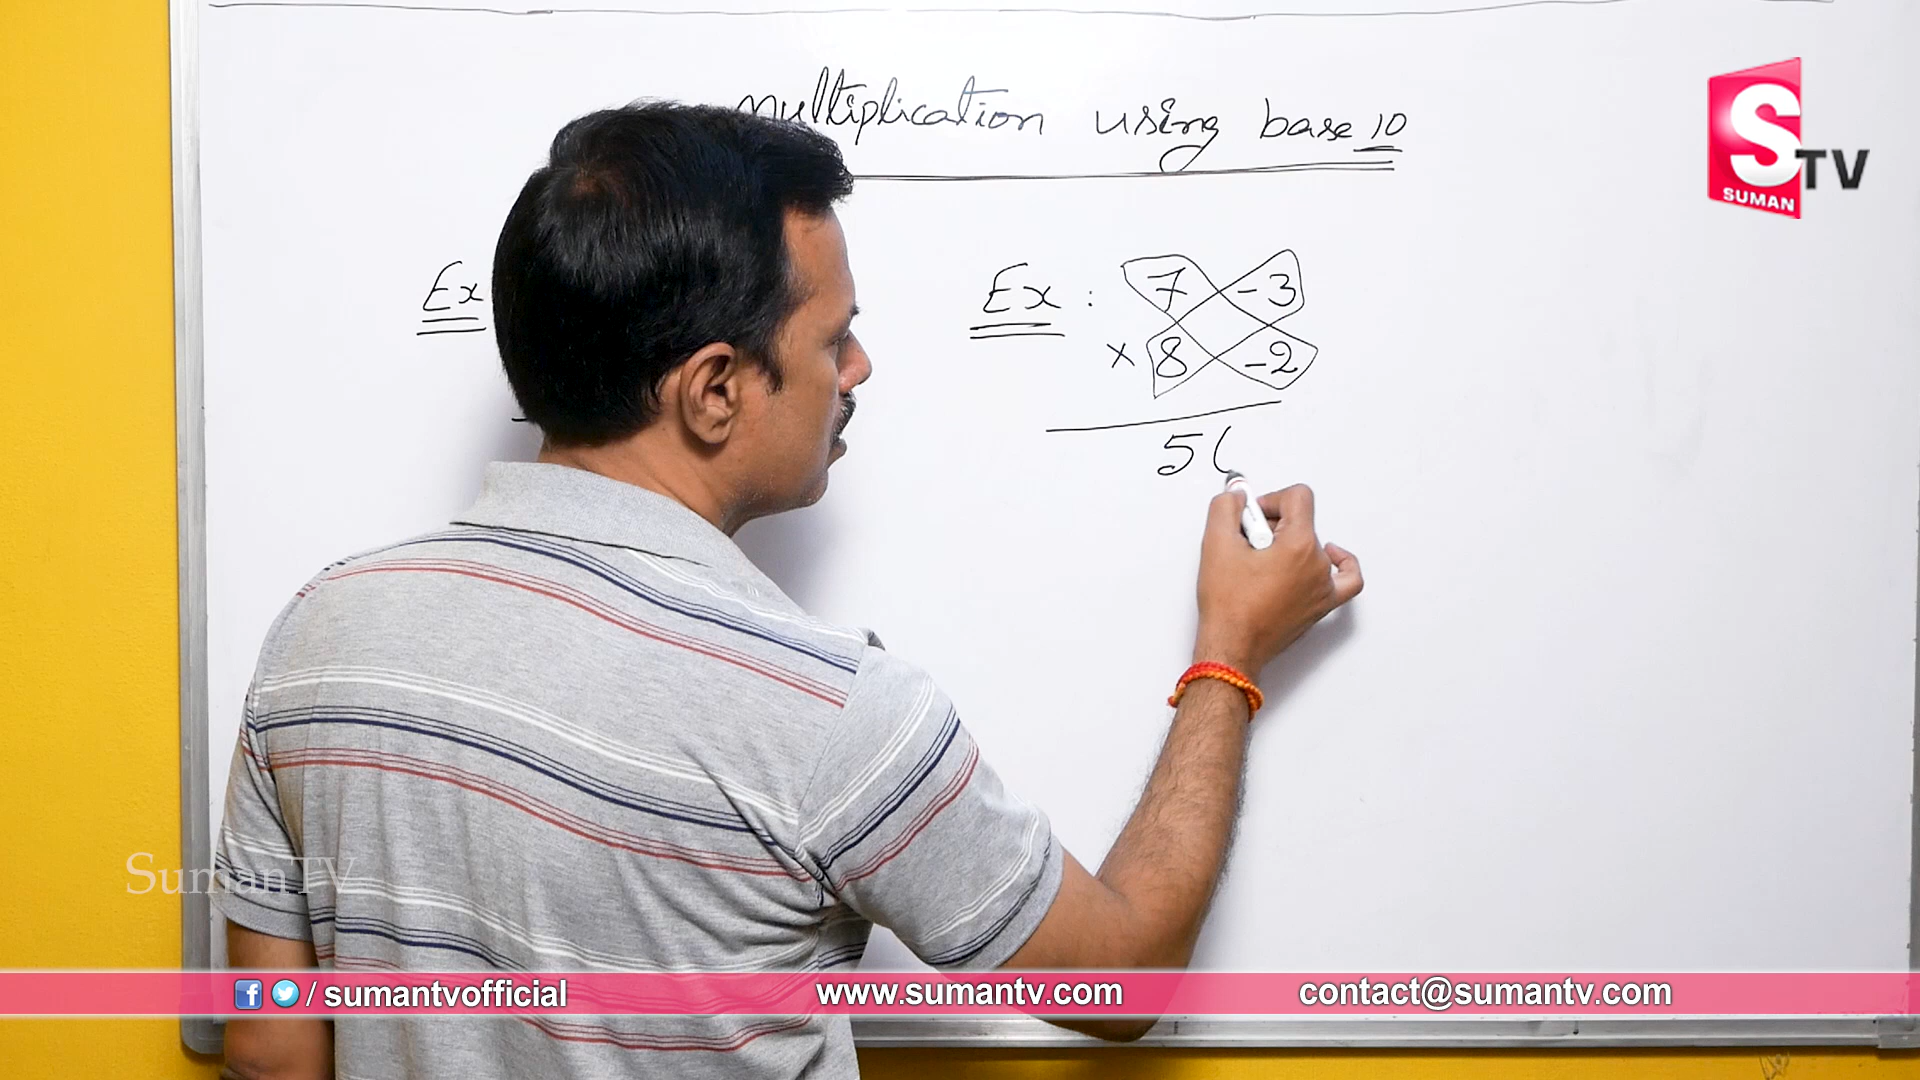 multiplication using base 10
S TV
SUMAN
Ex
Ex : 7 -3
× 8 -2
5
SumanTV
/ sumantvofficial
www.sumantv.com
contact@sumantv.com